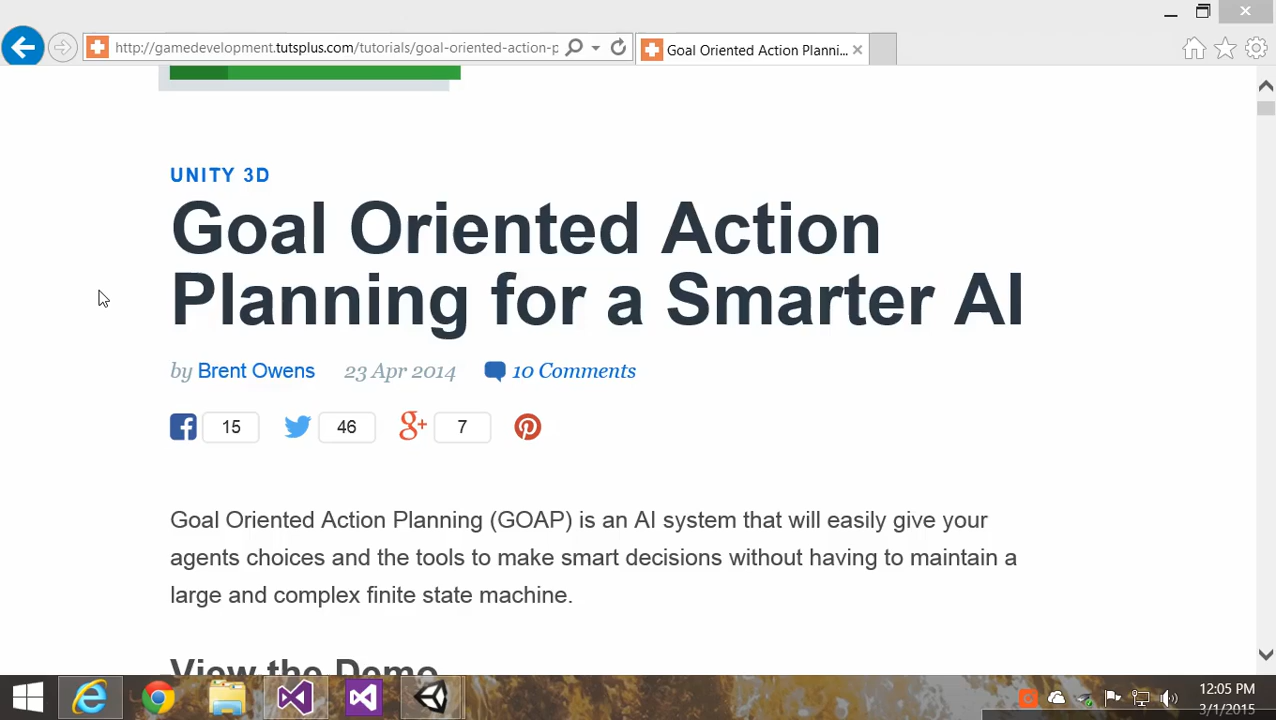 http://gamedevelopment.tutsplus.com/tutorials/goal-oriented-action-p
Goal Oriented Action Planni...
UNITY 3D
Goal Oriented Action
Planning for a Smarter AI
by Brent Owens 23 Apr 2014 10 Comments
15 46 g+ 7
Goal Oriented Action Planning (GOAP) is an AI system that will easily give your
agents choices and the tools to make smart decisions without having to maintain a
large and complex finite state machine.
View the Demo
12:05 PM
3/1/2015